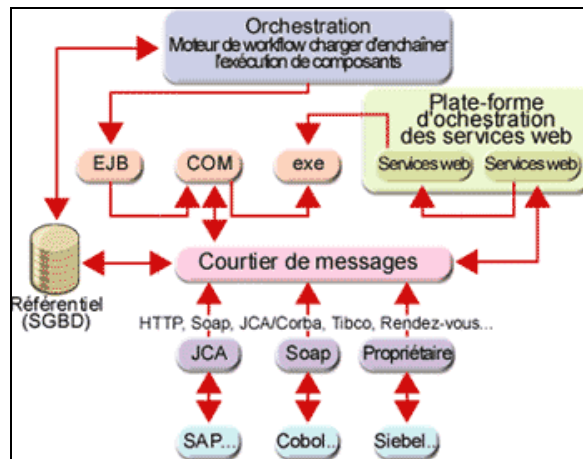 Orchestration
Moteur de workflow charger d'enchaîner
l'exécution de composants
Plate-forme
d'ochestration
des services web
EJB
COM
exe
Services web
Services web
Courtier de messages
Référentiel
(SGBD)
HTTP, Soap, JCA/Corba, Tibco, Rendez-vous...
JCA
Soap
Propriétaire
SAP...
Cobol...
Siebel...